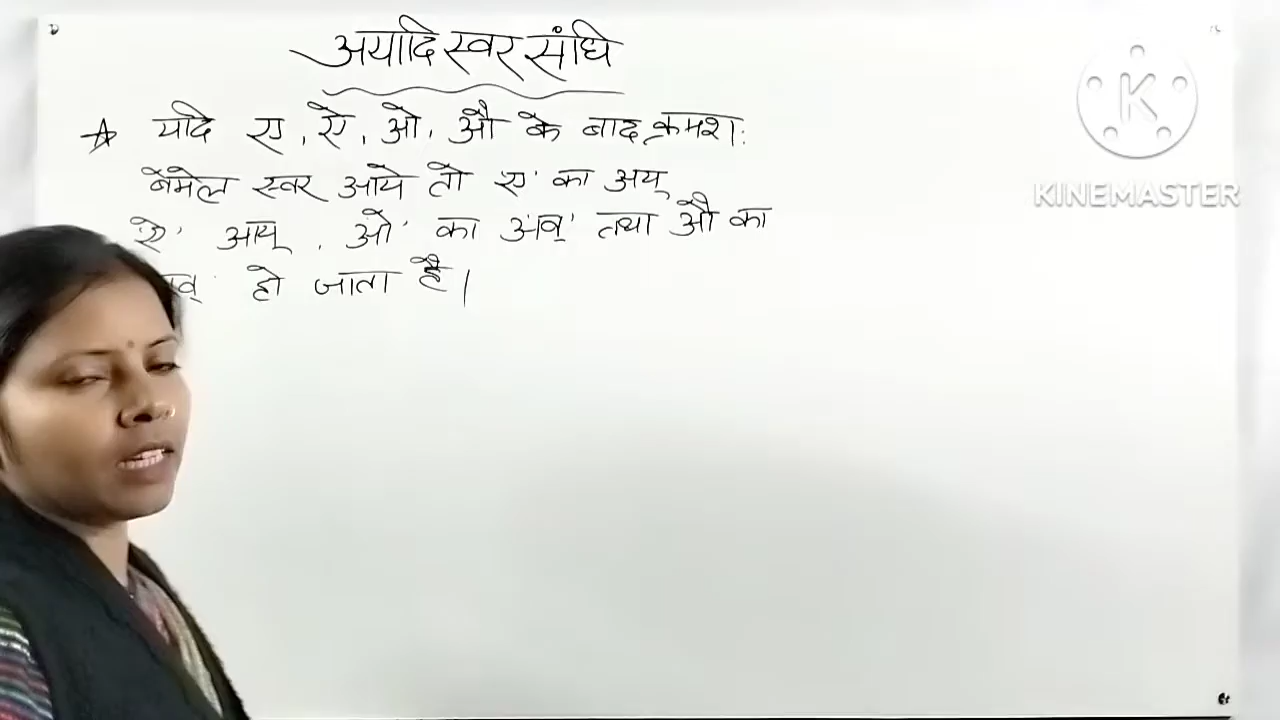 अयादि स्वर संधि
यदि ए, ऐ, ओ, औ के बाद क्रमश:
बेमेल स्वर आये तो 'ए' का अय्
'ऐ' आय् , 'ओ' का 'अव्' तथा औ का
हो जाता है।
K
KINEMASTER